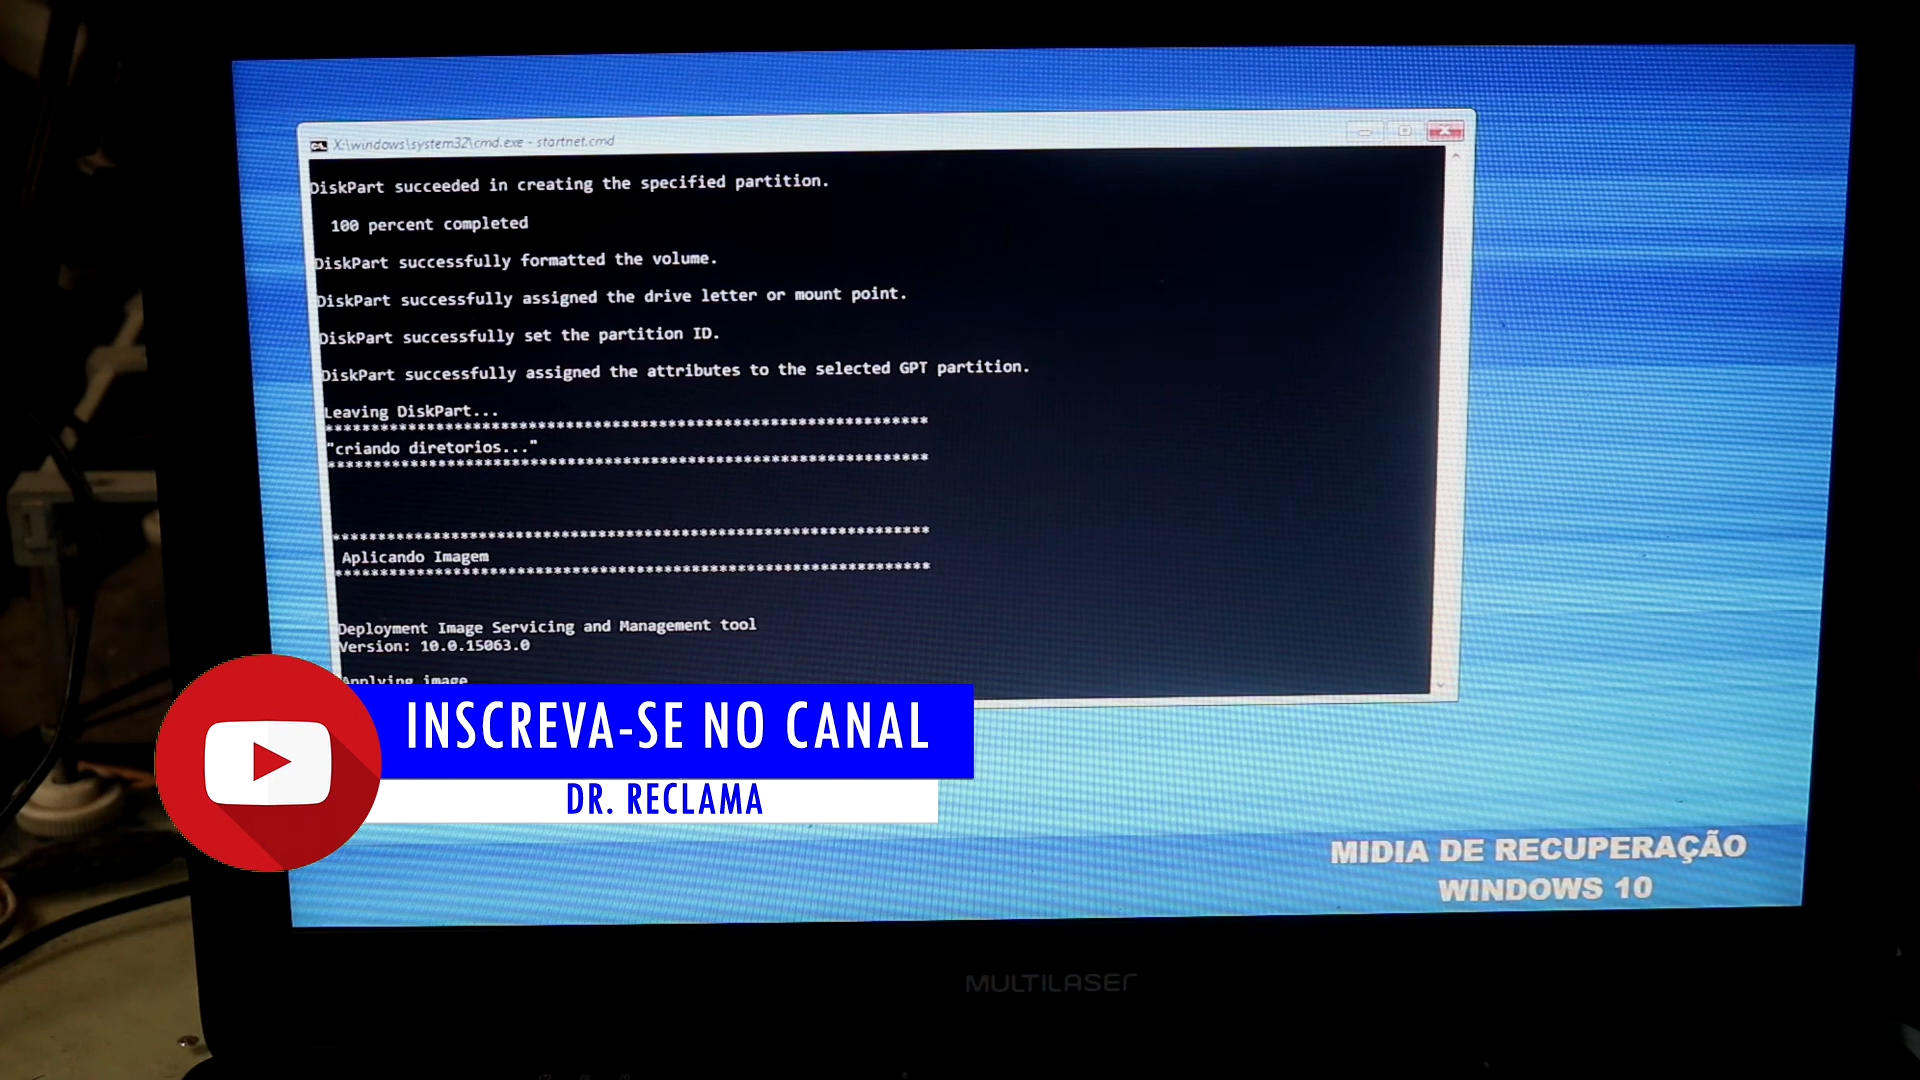 X:\windows\system32\cmd.exe - startnet.cmd
DiskPart succeeded in creating the specified partition.
100 percent completed
DiskPart successfully formatted the volume.
DiskPart successfully assigned the drive letter or mount point.
DiskPart successfully set the partition ID.
DiskPart successfully assigned the attributes to the selected GPT partition.
Leaving DiskPart...
*****************************************************************
"criando diretorios..."
*****************************************************************
*****************************************************************
Aplicando Imagem
*****************************************************************
Deployment Image Servicing and Management tool
Version: 10.0.15063.0
Applying image
INSCREVA-SE NO CANAL
DR. RECLAMA
MIDIA DE RECUPERAÇÃO
WINDOWS 10
MULTILASER